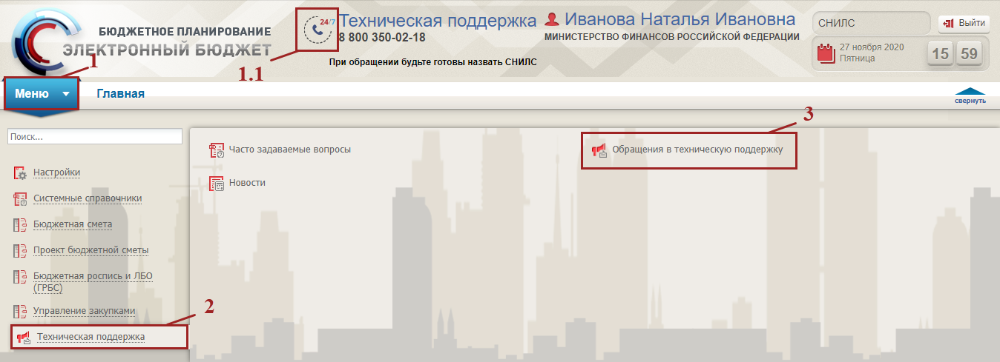 БЮДЖЕТНОЕ ПЛАНИРОВАНИЕ
ЭЛЕКТРОННЫЙ БЮДЖЕТ
24/7
Техническая поддержка
8 800 350-02-18
При обращении будьте готовы назвать СНИЛС
Иванова Наталья Ивановна
МИНИСТЕРСТВО ФИНАНСОВ РОССИЙСКОЙ ФЕДЕРАЦИИ
СНИЛС
Выйти
27 ноября 2020
Пятница
15 59
1
1.1
Меню
Главная
свернуть
3
Поиск...
Часто задаваемые вопросы
Обращения в техническую поддержку
Новости
Настройки
Системные справочники
Бюджетная смета
Проект бюджетной сметы
Бюджетная роспись и ЛБО
(ГРБС)
Управление закупками
2
Техническая поддержка